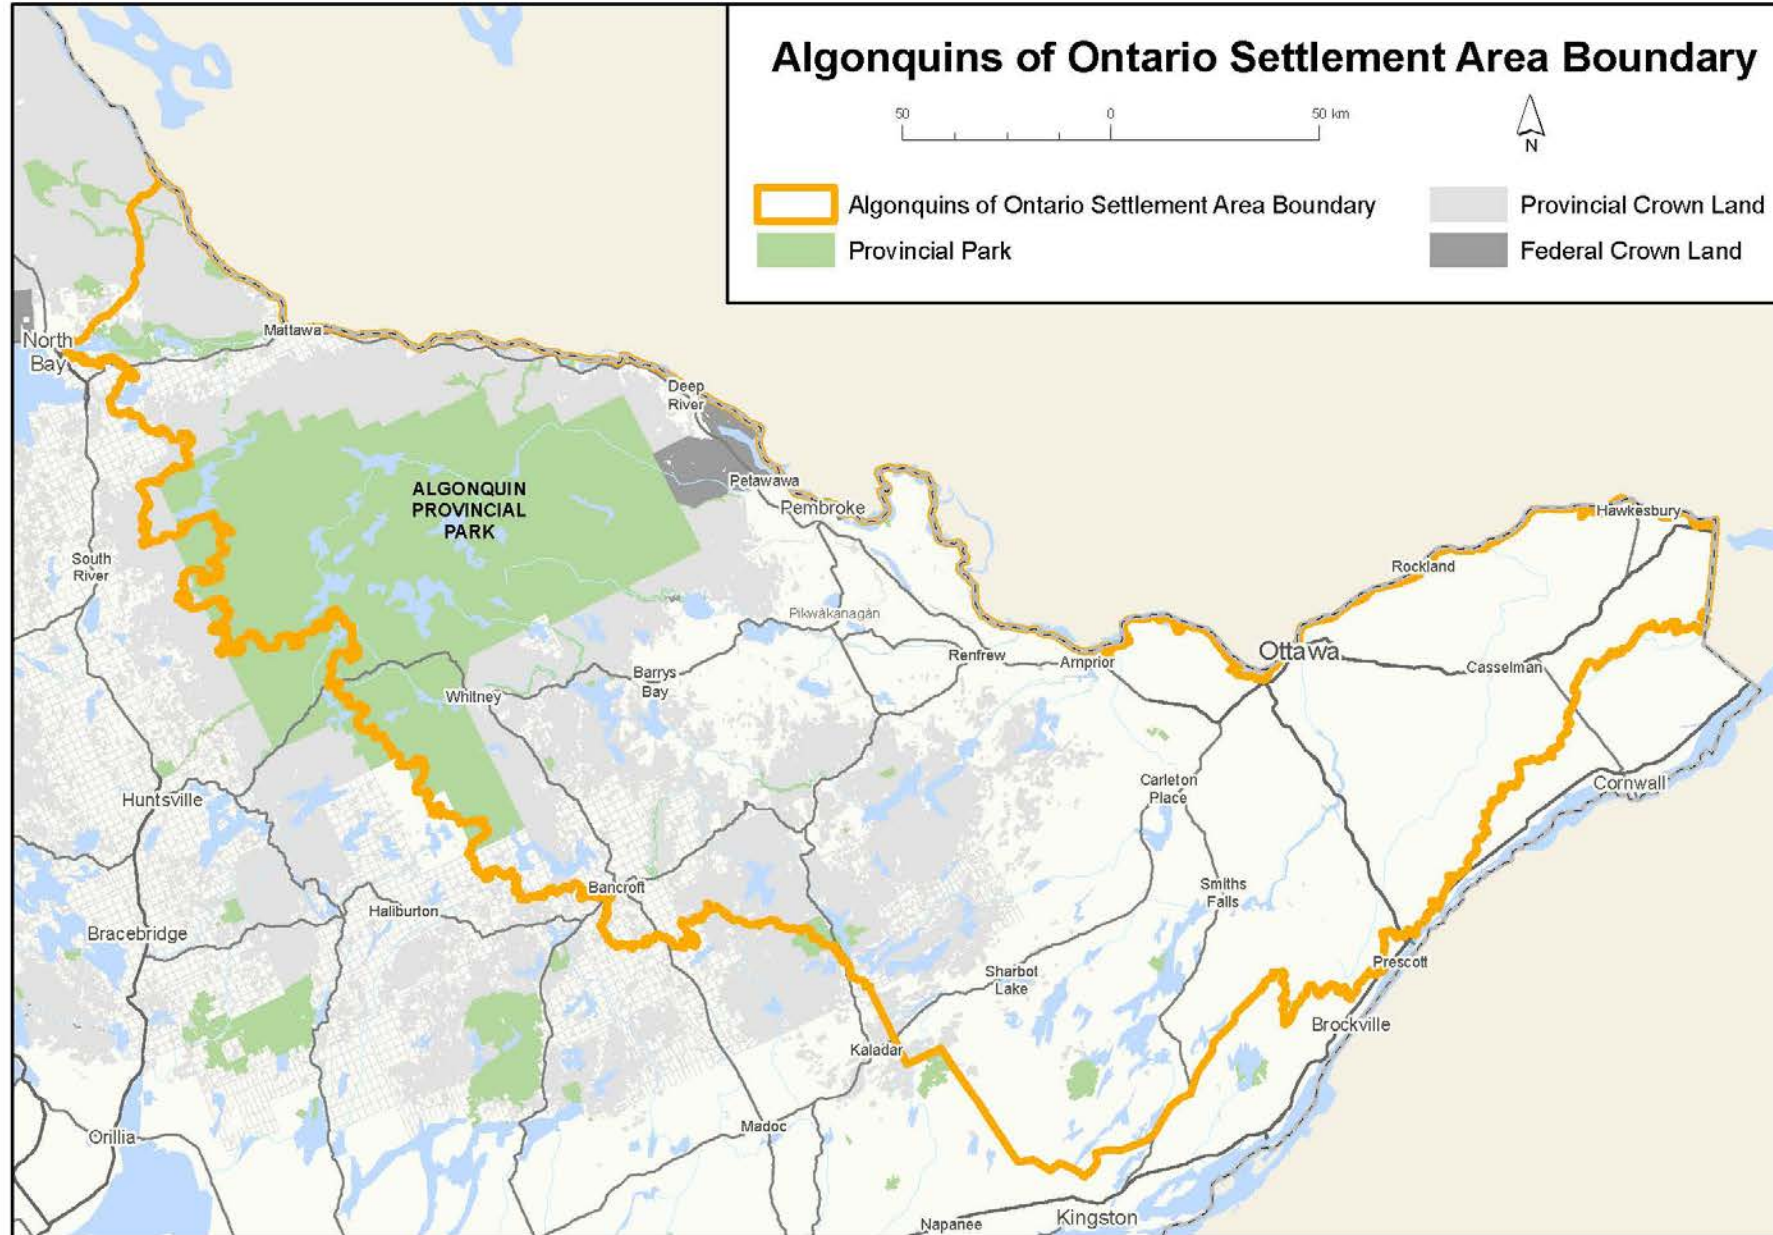 Algonquins of Ontario Settlement Area Boundary
50 0 50 km
N
Algonquins of Ontario Settlement Area Boundary
Provincial Crown Land
Provincial Park
Federal Crown Land
North
Bay
Mattawa
Deep
River
ALGONQUIN
PROVINCIAL
PARK
Petawawa
Pembroke
Hawkesbury
South
River
Rockland
Pikwàkanagàn
Ottawa
Renfrew
Arnprior
Casselman
Barrys
Bay
Whitney
Huntsville
Carleton
Place
Cornwall
Bancroft
Smiths
Falls
Haliburton
Bracebridge
Prescott
Sharbot
Lake
Brockville
Kaladar
Madoc
Orillia
Kingston
Napanee